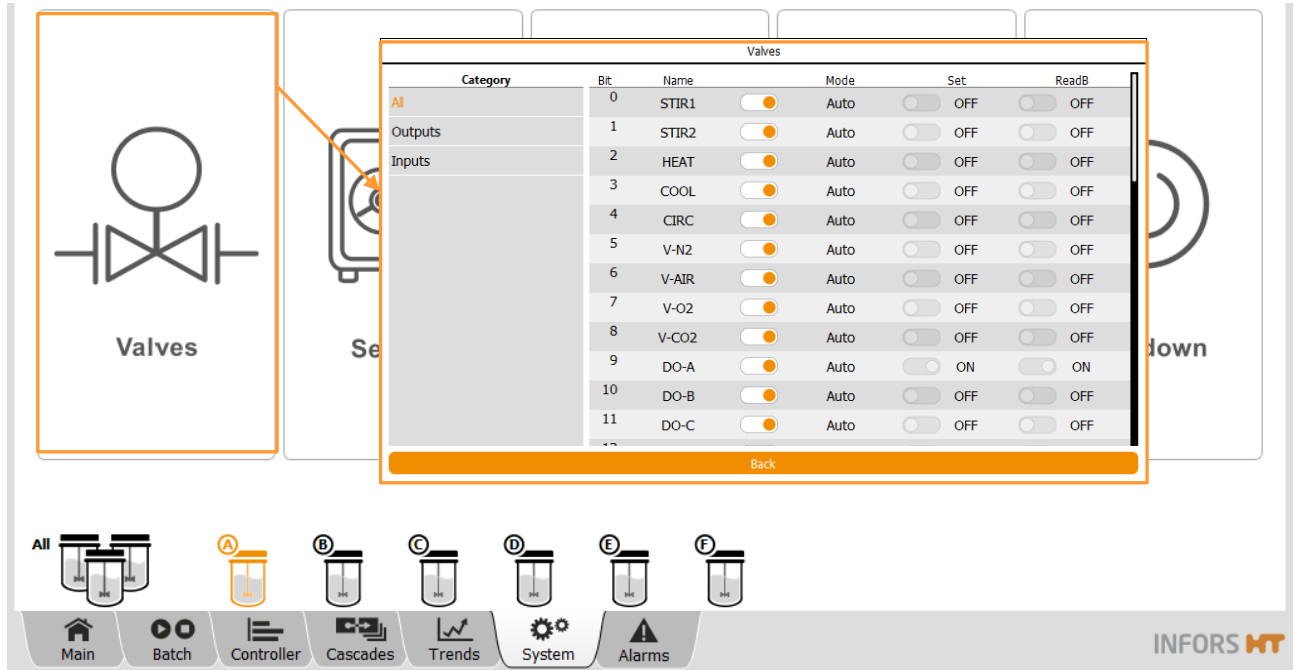 Valves
Category Bit Name Mode Set ReadB
All 0 STIR1 Auto OFF OFF
Outputs 1 STIR2 Auto OFF OFF
Inputs 2 HEAT Auto OFF OFF
3 COOL Auto OFF OFF
4 CIRC Auto OFF OFF
5 V-N2 Auto OFF OFF
6 V-AIR Auto OFF OFF
7 V-O2 Auto OFF OFF
8 V-CO2 Auto OFF OFF
9 DO-A Auto ON ON
10 DO-B Auto OFF OFF
11 DO-C Auto OFF OFF
Back
Valves
Se
down
All A B C D E F
Main Batch Controller Cascades Trends System Alarms
INFORS HT